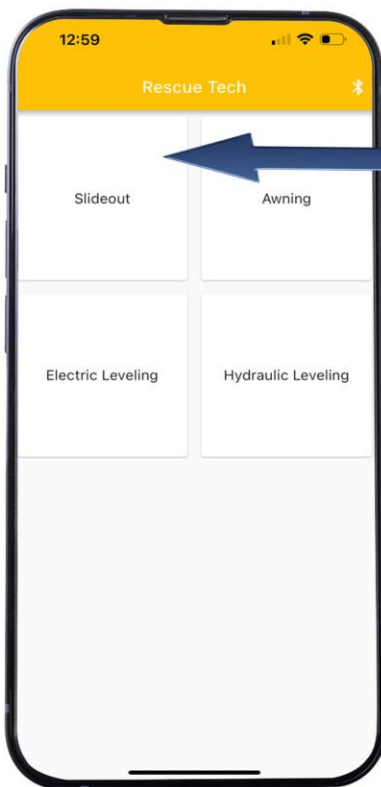 12:59
Rescue Tech
Slideout
Awning
Electric Leveling
Hydraulic Leveling